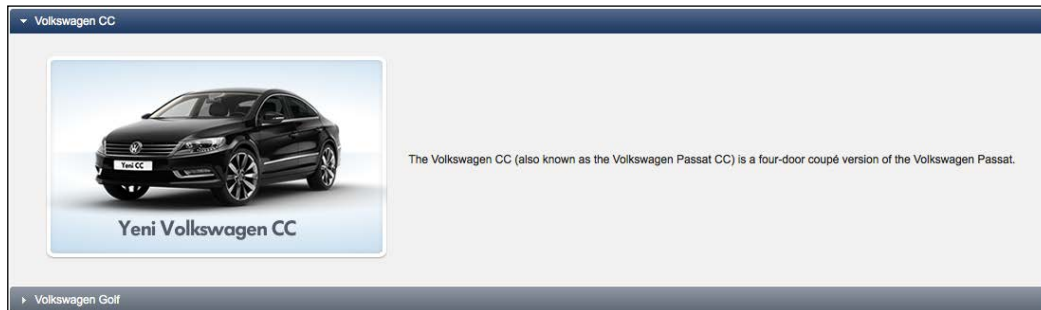 Volkswagen CC
Yeni CC
Yeni Volkswagen CC
The Volkswagen CC (also known as the Volkswagen Passat CC) is a four-door coupé version of the Volkswagen Passat.
Volkswagen Golf